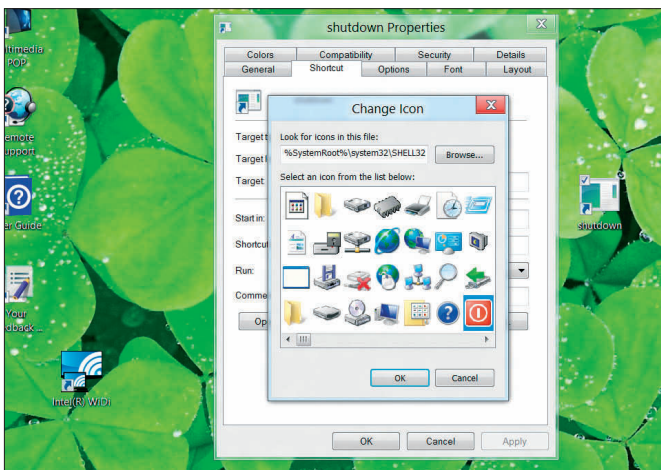 shutdown Properties
Colors Compatibility Security Details
General Shortcut Options Font Layout
Change Icon
Look for icons in this file:
%SystemRoot%\system32\SHELL32
Browse...
Select an icon from the list below:
Target
Target
Target
Start in:
Shortcut
Run:
Comme
Op
OK Cancel
OK Cancel Apply
shutdown
ltimedia
POP
emote
upport
er Guide
Your
dback...
Intel(R) WiDi